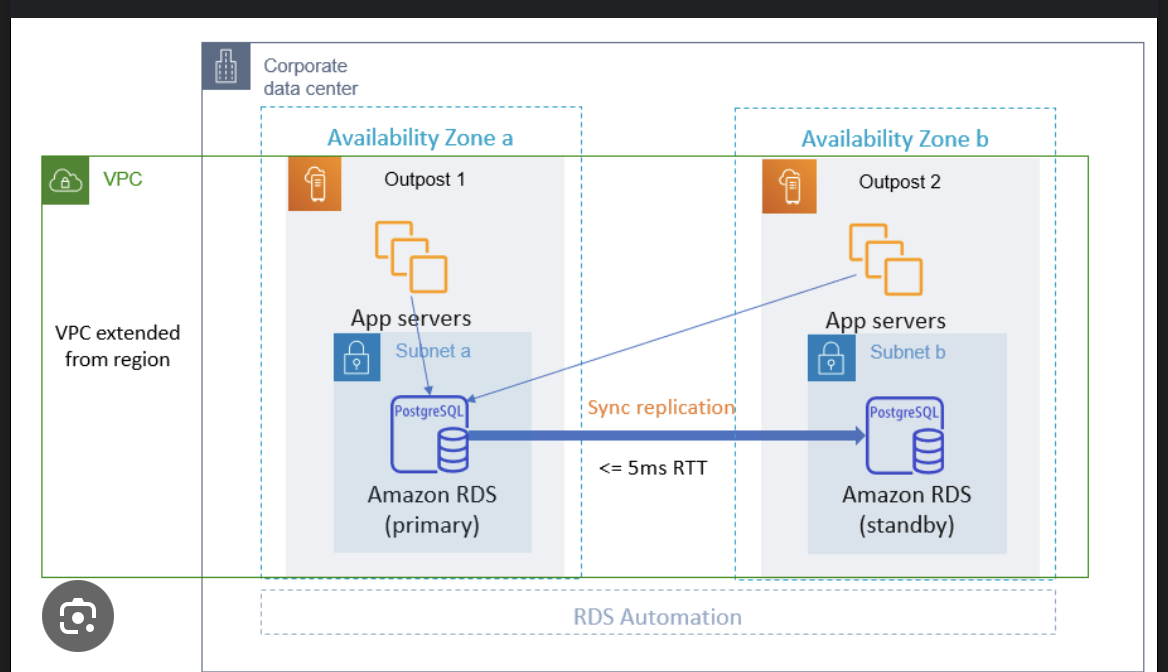 Corporate
data center
Availability Zone a
Availability Zone b
VPC
Outpost 1
Outpost 2
VPC extended
from region
App servers
App servers
Subnet a
Subnet b
PostgreSQL
Sync replication
PostgreSQL
<= 5ms RTT
Amazon RDS
(primary)
Amazon RDS
(standby)
RDS Automation